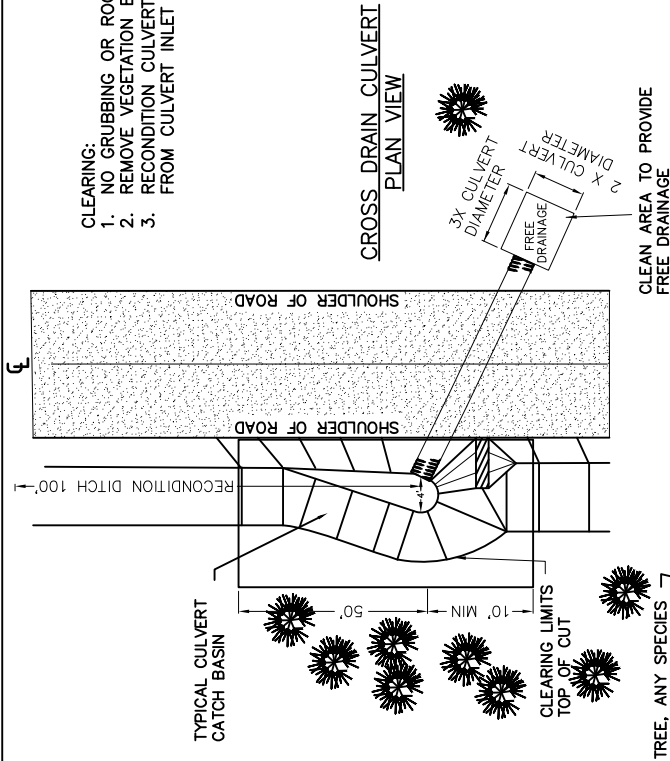 CLEARING:
1. NO GRUBBING OR
2. REMOVE VEGETATION
3. RECONDITION CULVERT
FROM CULVERT INLET
CROSS DRAIN CULVERT
PLAN VIEW
3X CULVERT
DIAMETER
2 X CULVERT
DIAMETER
FREE
DRAINAGE
CLEAN AREA TO PROVIDE
FREE DRAINAGE
CL
SHOULDER OF ROAD
SHOULDER OF ROAD
RECONDITION DITCH 100'
4'
TYPICAL CULVERT
CATCH BASIN
50'
10' MIN
CLEARING LIMITS
TOP OF CUT
TREE, ANY SPECIES